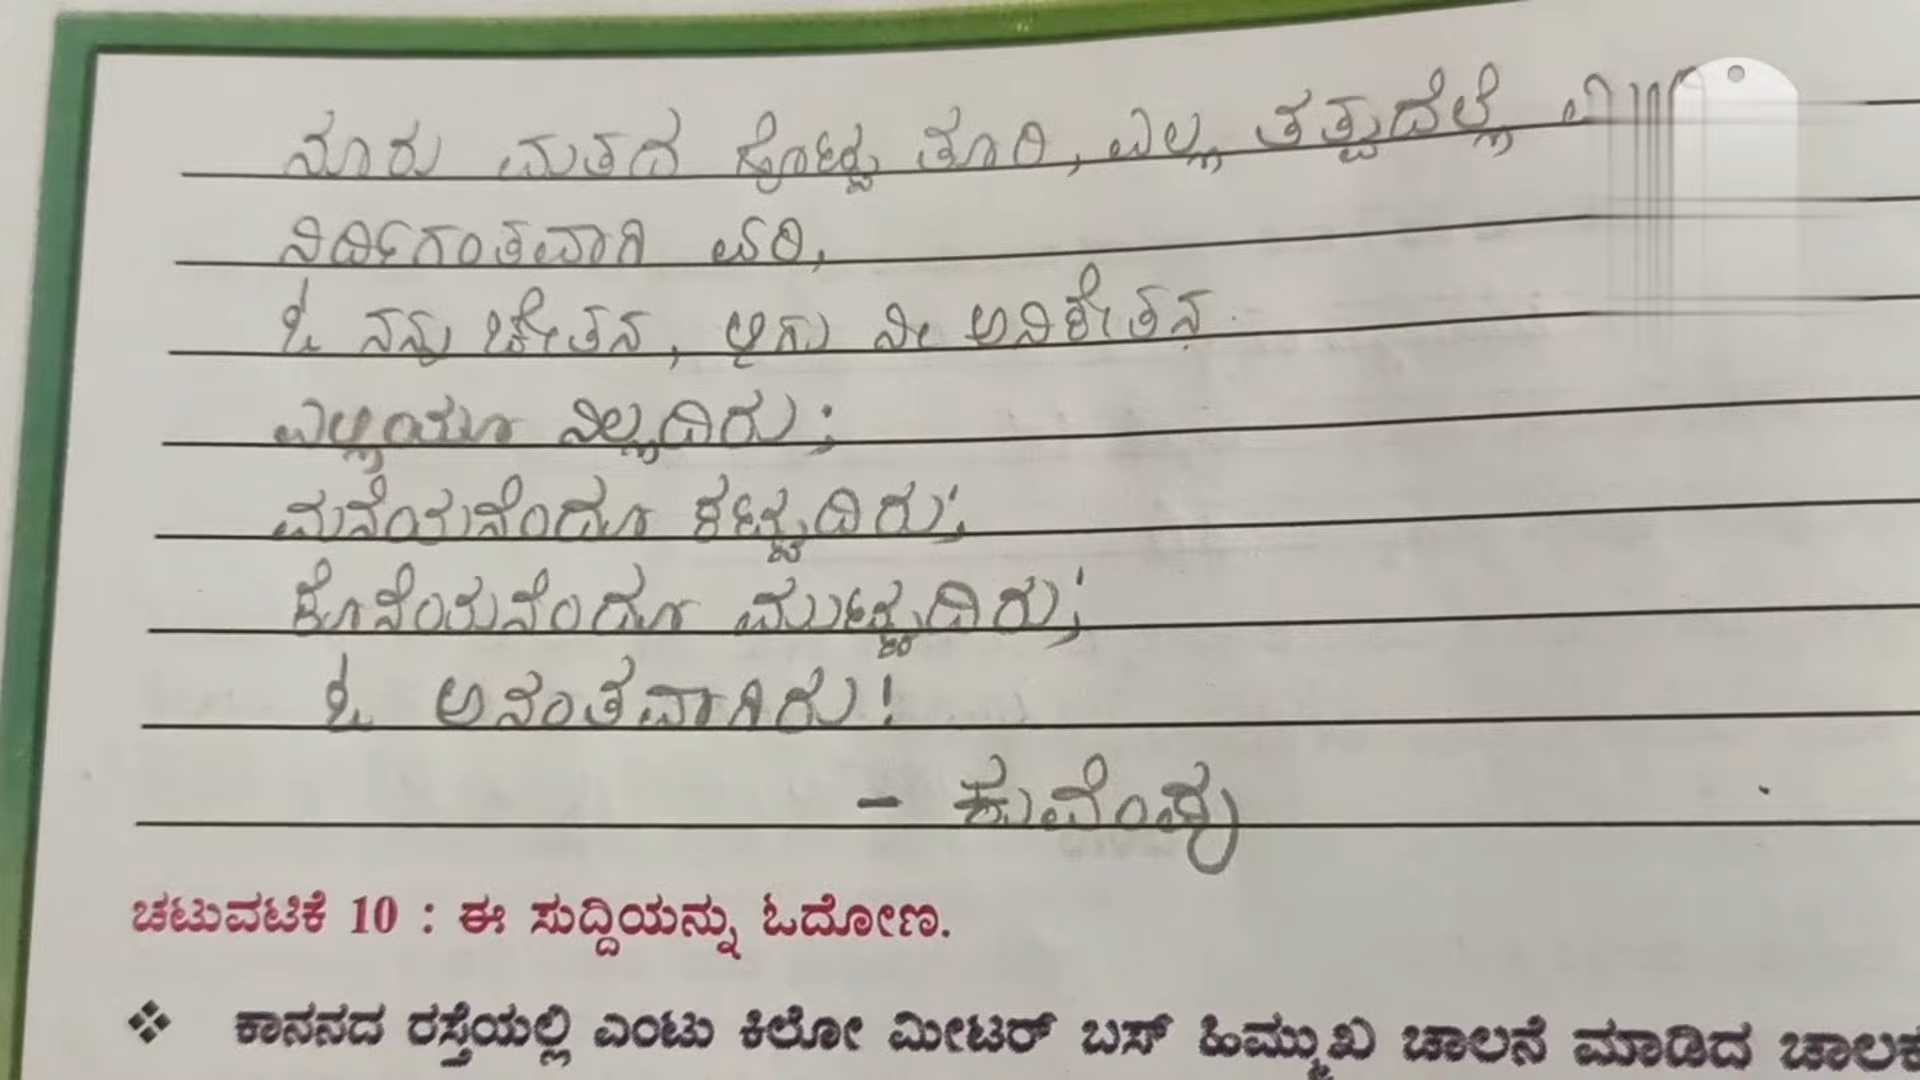 ನೂರು ಮತದ ಹೊಟ್ಟ ತೂರಿ, ಎಲ್ಲ ತತ್ವದೆಲ್ಲೆ
ನಿರ್ದಿಗಂತವಾಗಿ ಏರಿ,
ಓ ನನ್ನ ಚೇತನ, ಆಗು ನೀ ಅನಿಕೇತನ.
ಎಲ್ಲಿಯೂ ನಿಲ್ಲದಿರು;
ಮನೆಯನೆಂದೂ ಕಟ್ಟದಿರು;
ಕೊನೆಯನೆಂದೂ ಮುಟ್ಟದಿರು;
ಓ ಅನಂತವಾಗಿರು!
- ಕುವೆಂಪು
ಚಟುವಟಿಕೆ 10 : ಈ ಸುದ್ದಿಯನ್ನು ಓದೋಣ.
❖ ಕಾನನದ ರಸ್ತೆಯಲ್ಲಿ ಎಂಟು ಕಿಲೋ ಮೀಟರ್ ಬಸ್ ಹಿಮ್ಮುಖ ಚಾಲನೆ ಮಾಡಿದ